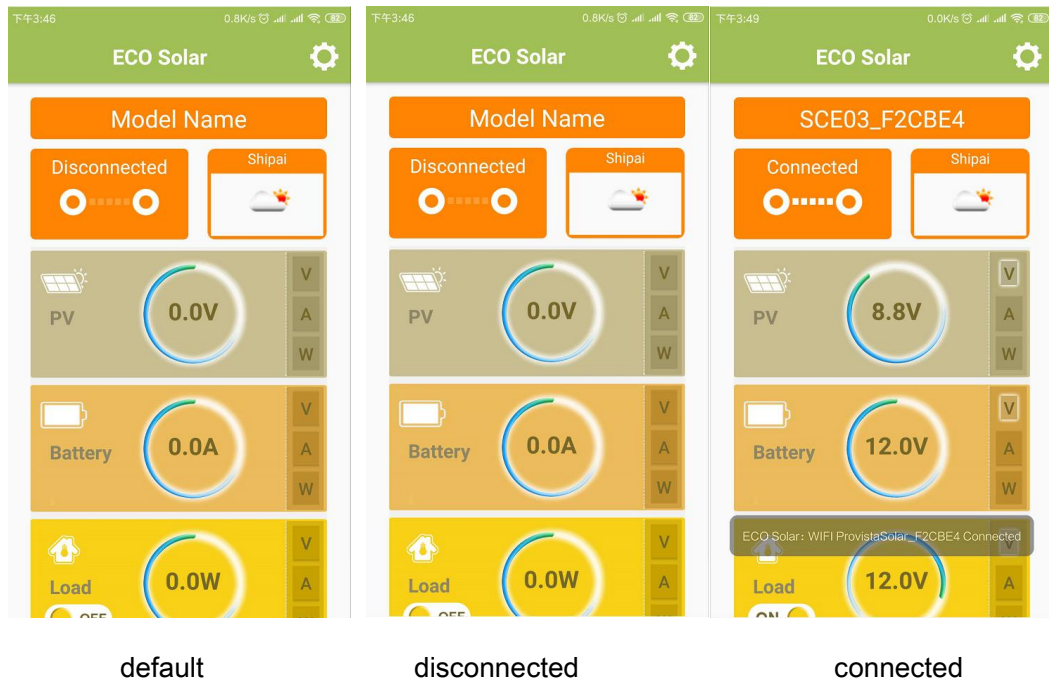 下午3:46 0.8K/s 82
ECO Solar
Model Name
Disconnected
Shipai
PV
0.0V
V
A
W
Battery
0.0A
V
A
W
Load
0.0W
V
A
OFF
default
下午3:46 0.8K/s 82
ECO Solar
Model Name
Disconnected
Shipai
PV
0.0V
V
A
W
Battery
0.0A
V
A
W
Load
0.0W
V
A
OFF
disconnected
下午3:49 0.0K/s 82
ECO Solar
SCE03_F2CBE4
Connected
Shipai
PV
8.8V
V
A
W
Battery
12.0V
V
A
W
ECO Solar: WIFI ProvistaSolar_F2CBE4 Connected
V
Load
12.0V
A
ON
connected